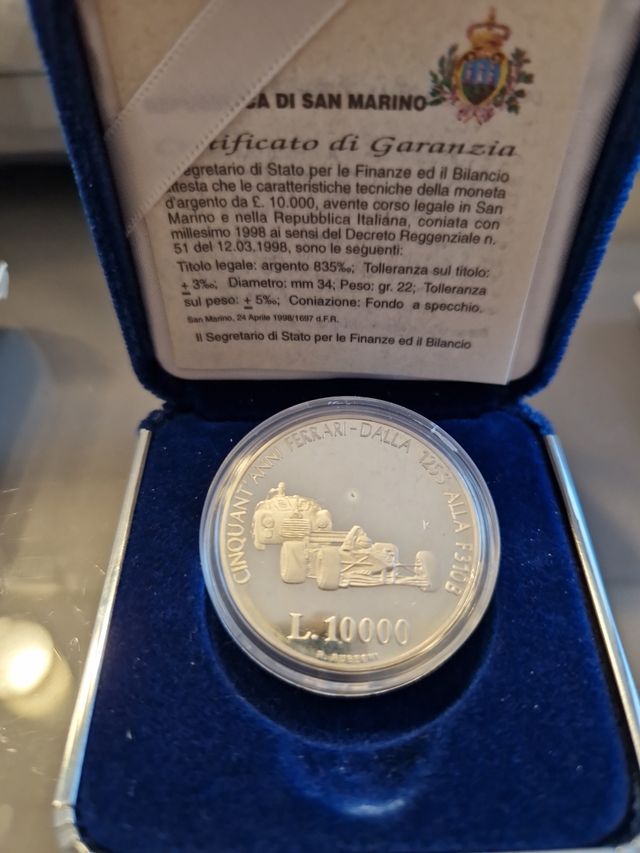 CA DI SAN MARINO
tificato di Garanzia
egretario di Stato per le Finanze ed il Bilancio
ttesta che le caratteristiche tecniche della moneta
d'argento da £. 10.000, avente corso legale in San
Marino e nella Repubblica Italiana, coniata con
millesimo 1998 ai sensi del Decreto Reggenziale n.
51 del 12.03.1998, sono le seguenti:
Titolo legale: argento 835‰; Tolleranza sul titolo:
± 3‰; Diametro: mm 34; Peso: gr. 22; Tolleranza
sul peso: ± 5‰; Coniazione: Fondo a specchio.
San Marino, 24 Aprile 1998/1697 d.F.R.
Il Segretario di Stato per le Finanze ed il Bilancio
CINQUANT'ANNI FERRARI-DALLA 125S ALLA F310B
L.10000